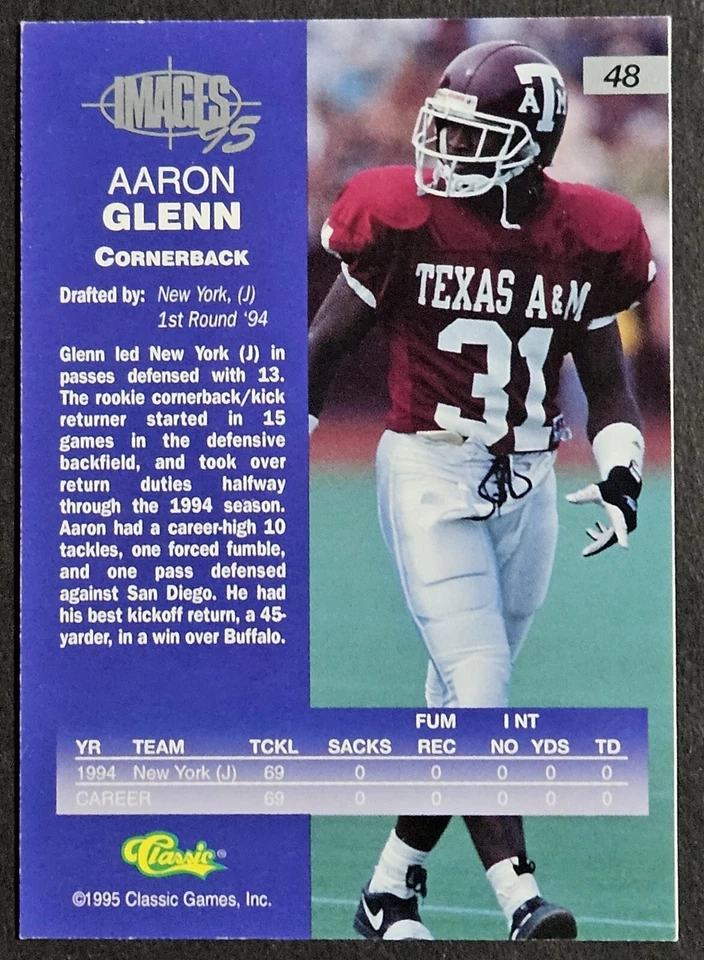 IMAGES
95
48
AARON
GLENN
CORNERBACK
Drafted by: New York, (J)
1st Round '94
Glenn led New York (J) in
passes defensed with 13.
The rookie cornerback/kick
returner started in 15
games in the defensive
backfield, and took over
return duties halfway
through the 1994 season.
Aaron had a career-high 10
tackles, one forced fumble,
and one pass defensed
against San Diego. He had
his best kickoff return, a 45-
yarder, in a win over Buffalo.
ATM
TEXAS A&M
31
FUM INT
YR TEAM TCKL SACKS REC NO YDS TD
1994 New York (J) 69 0 0 0 0 0
CAREER 69 0 0 0 0 0
Classic®
©1995 Classic Games, Inc.